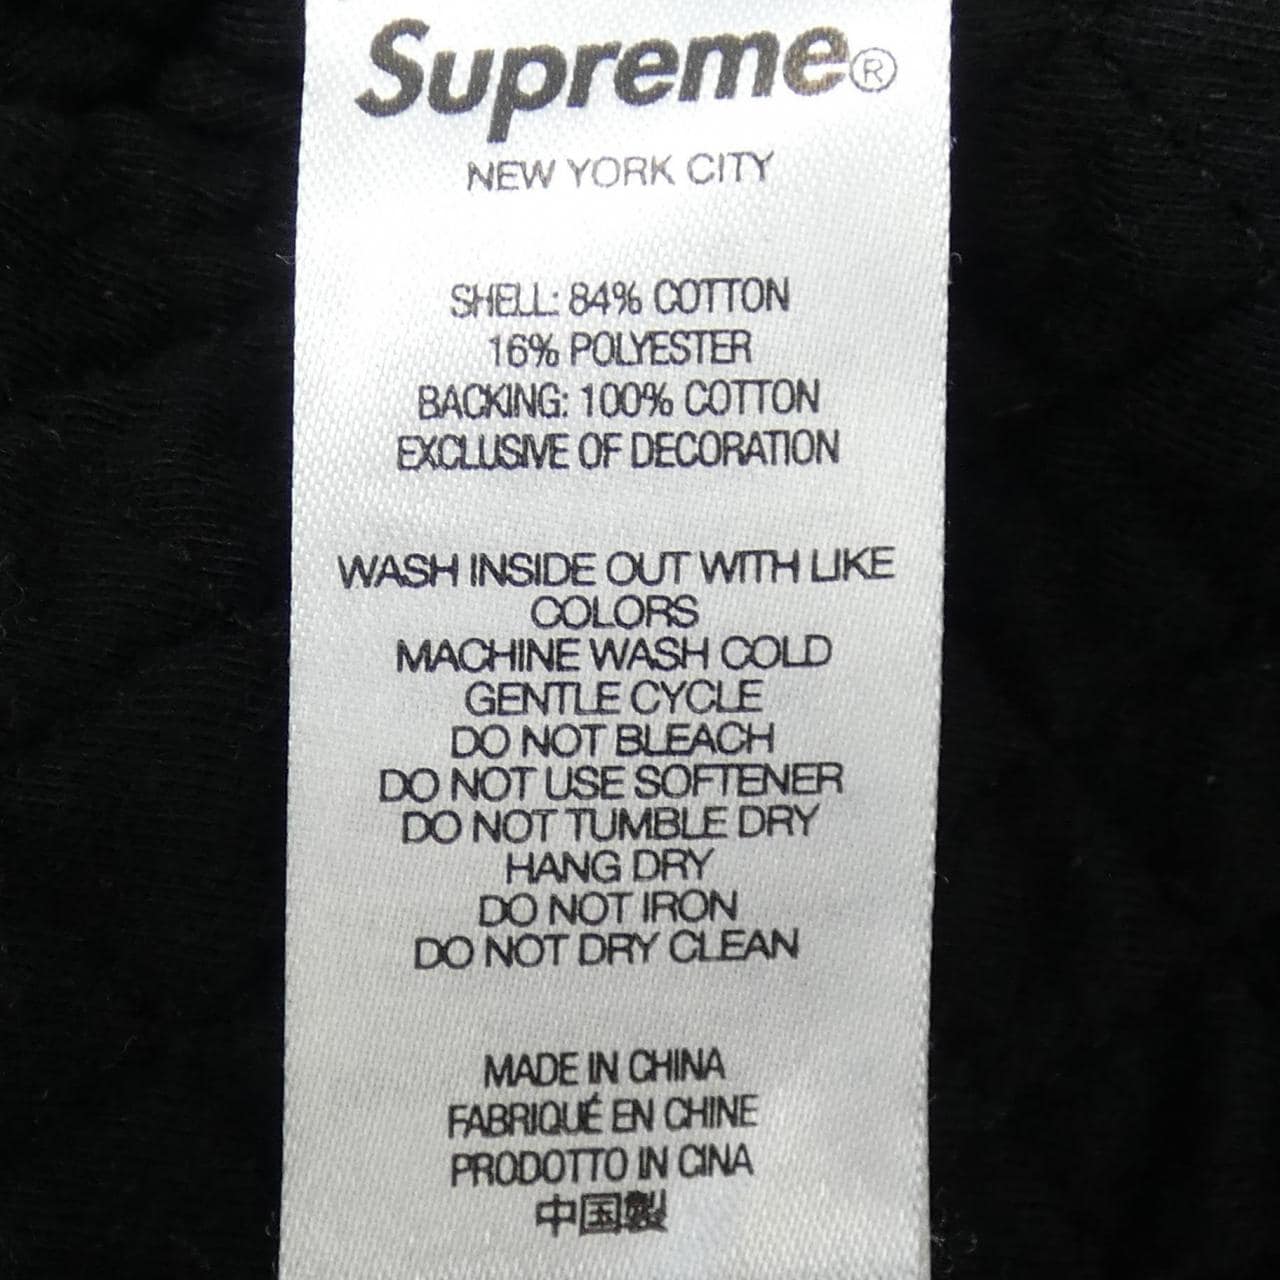 Supreme®
NEW YORK CITY
SHELL: 84% COTTON
16% POLYESTER
BACKING: 100% COTTON
EXCLUSIVE OF DECORATION
WASH INSIDE OUT WITH LIKE
COLORS
MACHINE WASH COLD
GENTLE CYCLE
DO NOT BLEACH
DO NOT USE SOFTENER
DO NOT TUMBLE DRY
HANG DRY
DO NOT IRON
DO NOT DRY CLEAN
MADE IN CHINA
FABRIQUÉ EN CHINE
PRODOTTO IN CINA
中国製